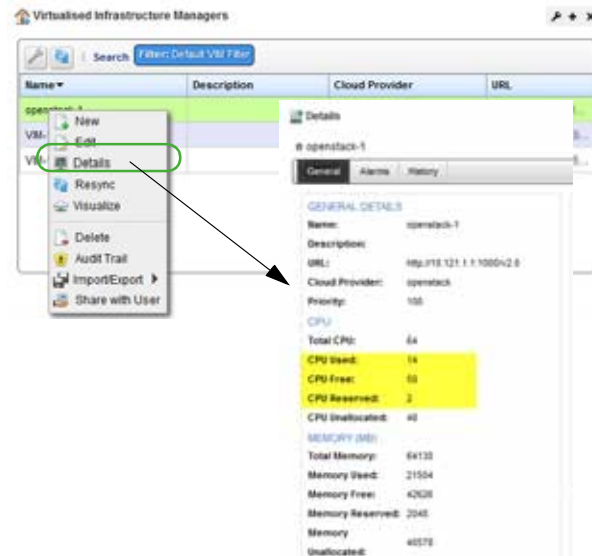 Virtualised Infrastructure Managers
Search Filter: Default VIM Filter
Name Description Cloud Provider URL
openstack-1
New
Edit
Details
Resync
Visualize
Delete
Audit Trail
Import/Export
Share with User
Details
openstack-1
General Alarms History
GENERAL DETAILS
Name: openstack-1
Description:
URL:
Cloud Provider: openstack
Priority: 100
CPU
Total CPU: 64
CPU Used: 14
CPU Free: 50
CPU Reserved: 2
CPU Unallocated: 48
MEMORY (MB)
Total Memory:
Memory Used: 21504
Memory Free:
Memory Reserved: 2048
Memory
Unallocated: